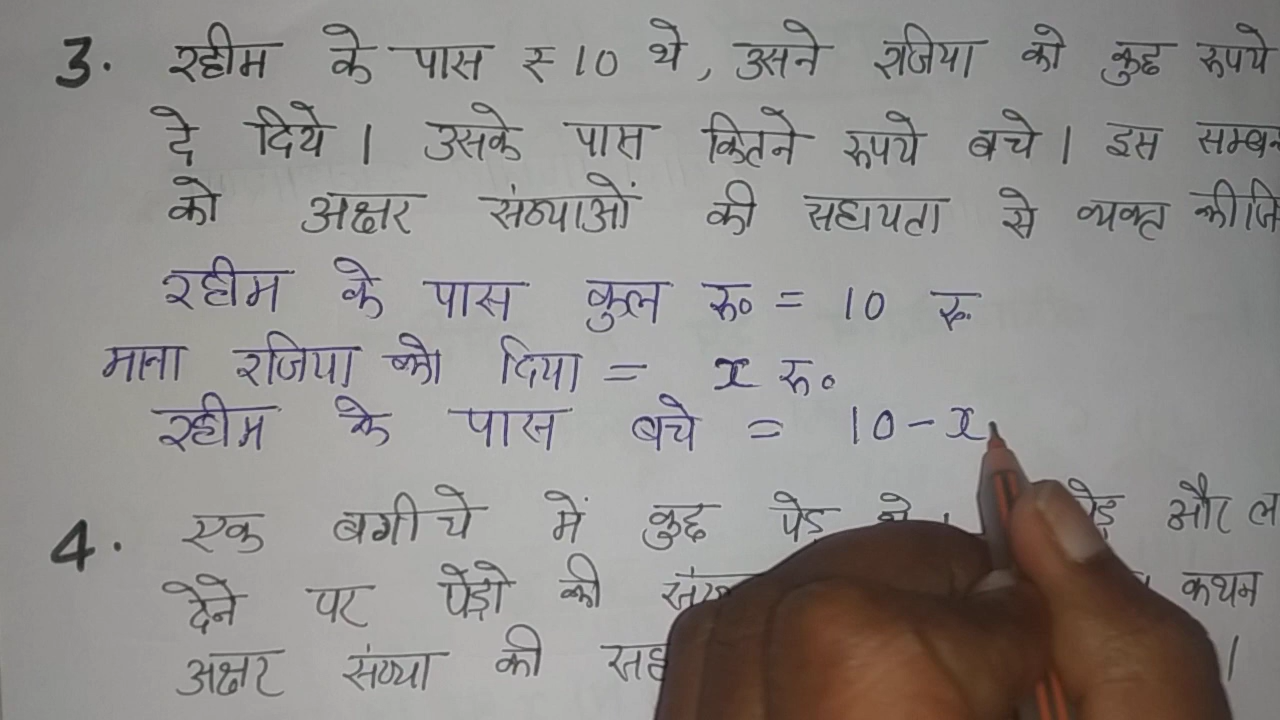 3. रहीम के पास ₹10 थे, उसने रजिया को कुछ रुपये
दे दिये। उसके पास कितने रुपये बचे। इस
को अक्षर संख्याओं की सहायता से व्यक्त
रहीम के पास कुल रु० = 10 रु.
माना रजिया को दिया = x रु०
रहीम के पास बचे = 10-x
4. एक बगीचे में कुछ पेड़ और
देने पर पेड़ो की कथन
अक्षर संख्या की ।